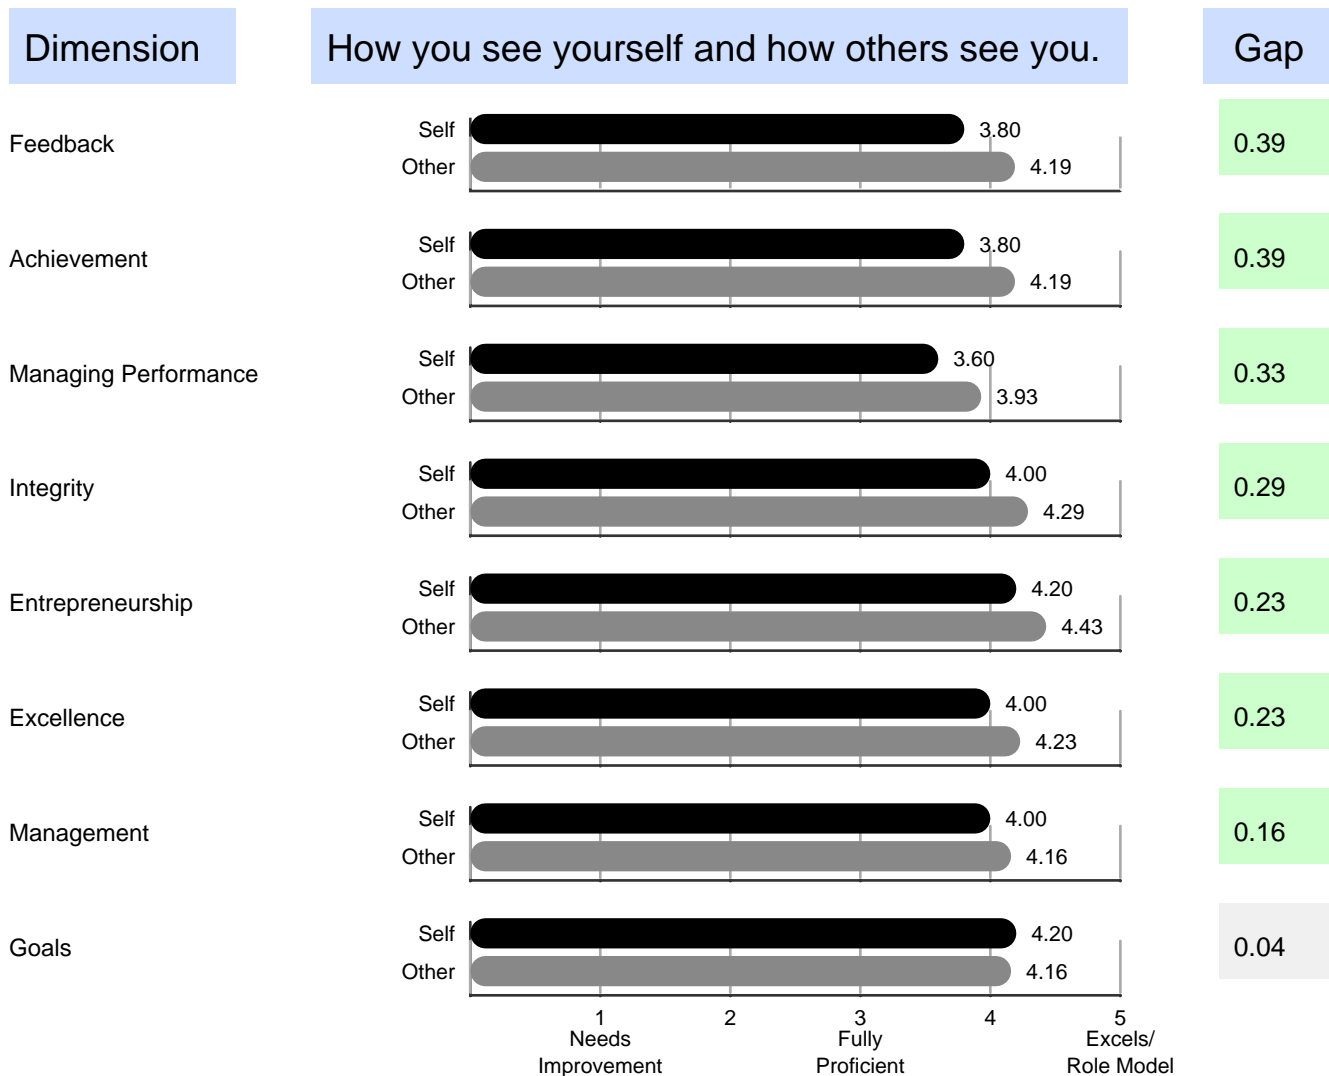 Dimension
How you see yourself and how others see you.
Gap
Feedback
Self
3.80
Other
4.19
0.39
Achievement
Self
3.80
Other
4.19
0.39
Managing Performance
Self
3.60
Other
3.93
0.33
Integrity
Self
4.00
Other
4.29
0.29
Entrepreneurship
Self
4.20
Other
4.43
0.23
Excellence
Self
4.00
Other
4.23
0.23
Management
Self
4.00
Other
4.16
0.16
Goals
Self
4.20
Other
4.16
0.04
1
Needs
Improvement
2
3
Fully
Proficient
4
5
Excels/
Role Model